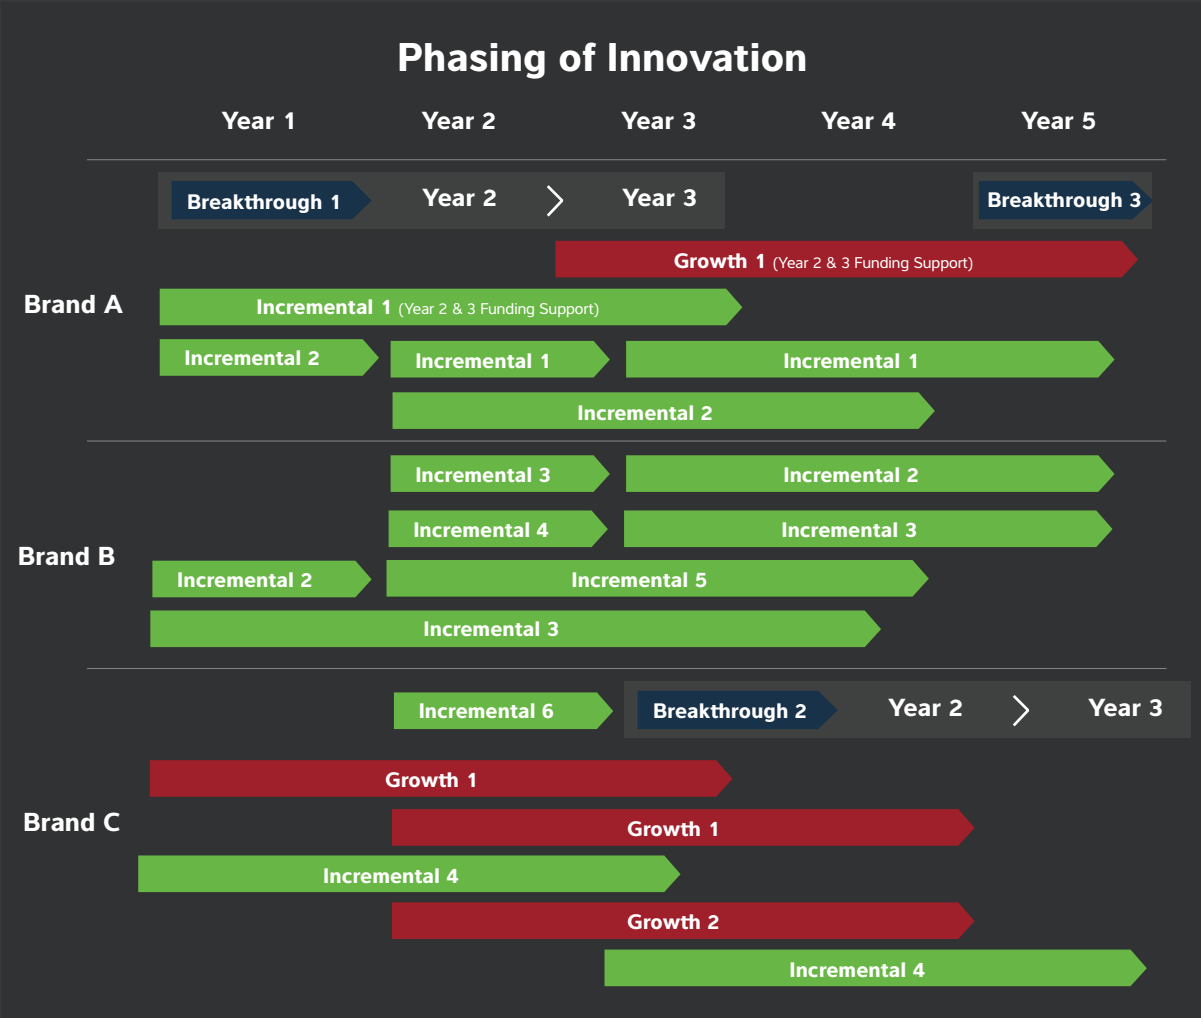 Phasing of Innovation
Year 1 Year 2 Year 3 Year 4 Year 5
Breakthrough 1 Year 2 > Year 3 Breakthrough 3
Growth 1 (Year 2 & 3 Funding Support)
Brand A
Incremental 1 (Year 2 & 3 Funding Support)
Incremental 2 Incremental 1 Incremental 1
Incremental 2
Incremental 3 Incremental 2
Incremental 4 Incremental 3
Brand B
Incremental 2 Incremental 5
Incremental 3
Incremental 6 Breakthrough 2 Year 2 > Year 3
Growth 1
Brand C
Growth 1
Incremental 4
Growth 2
Incremental 4